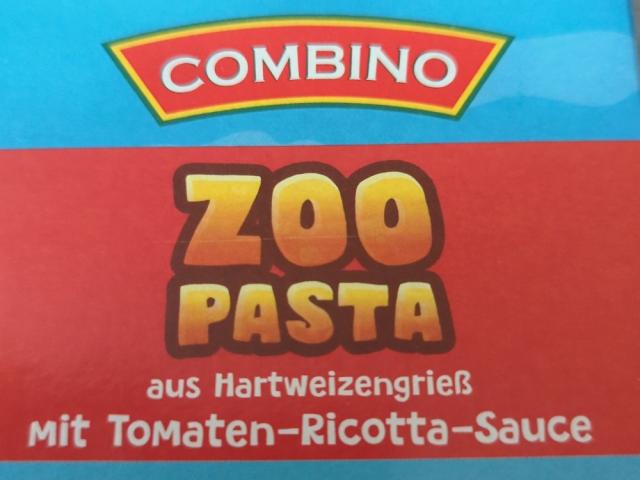 COMBINO
ZOO
PASTA
aus Hartweizengrieß
mit Tomaten-Ricotta-Sauce